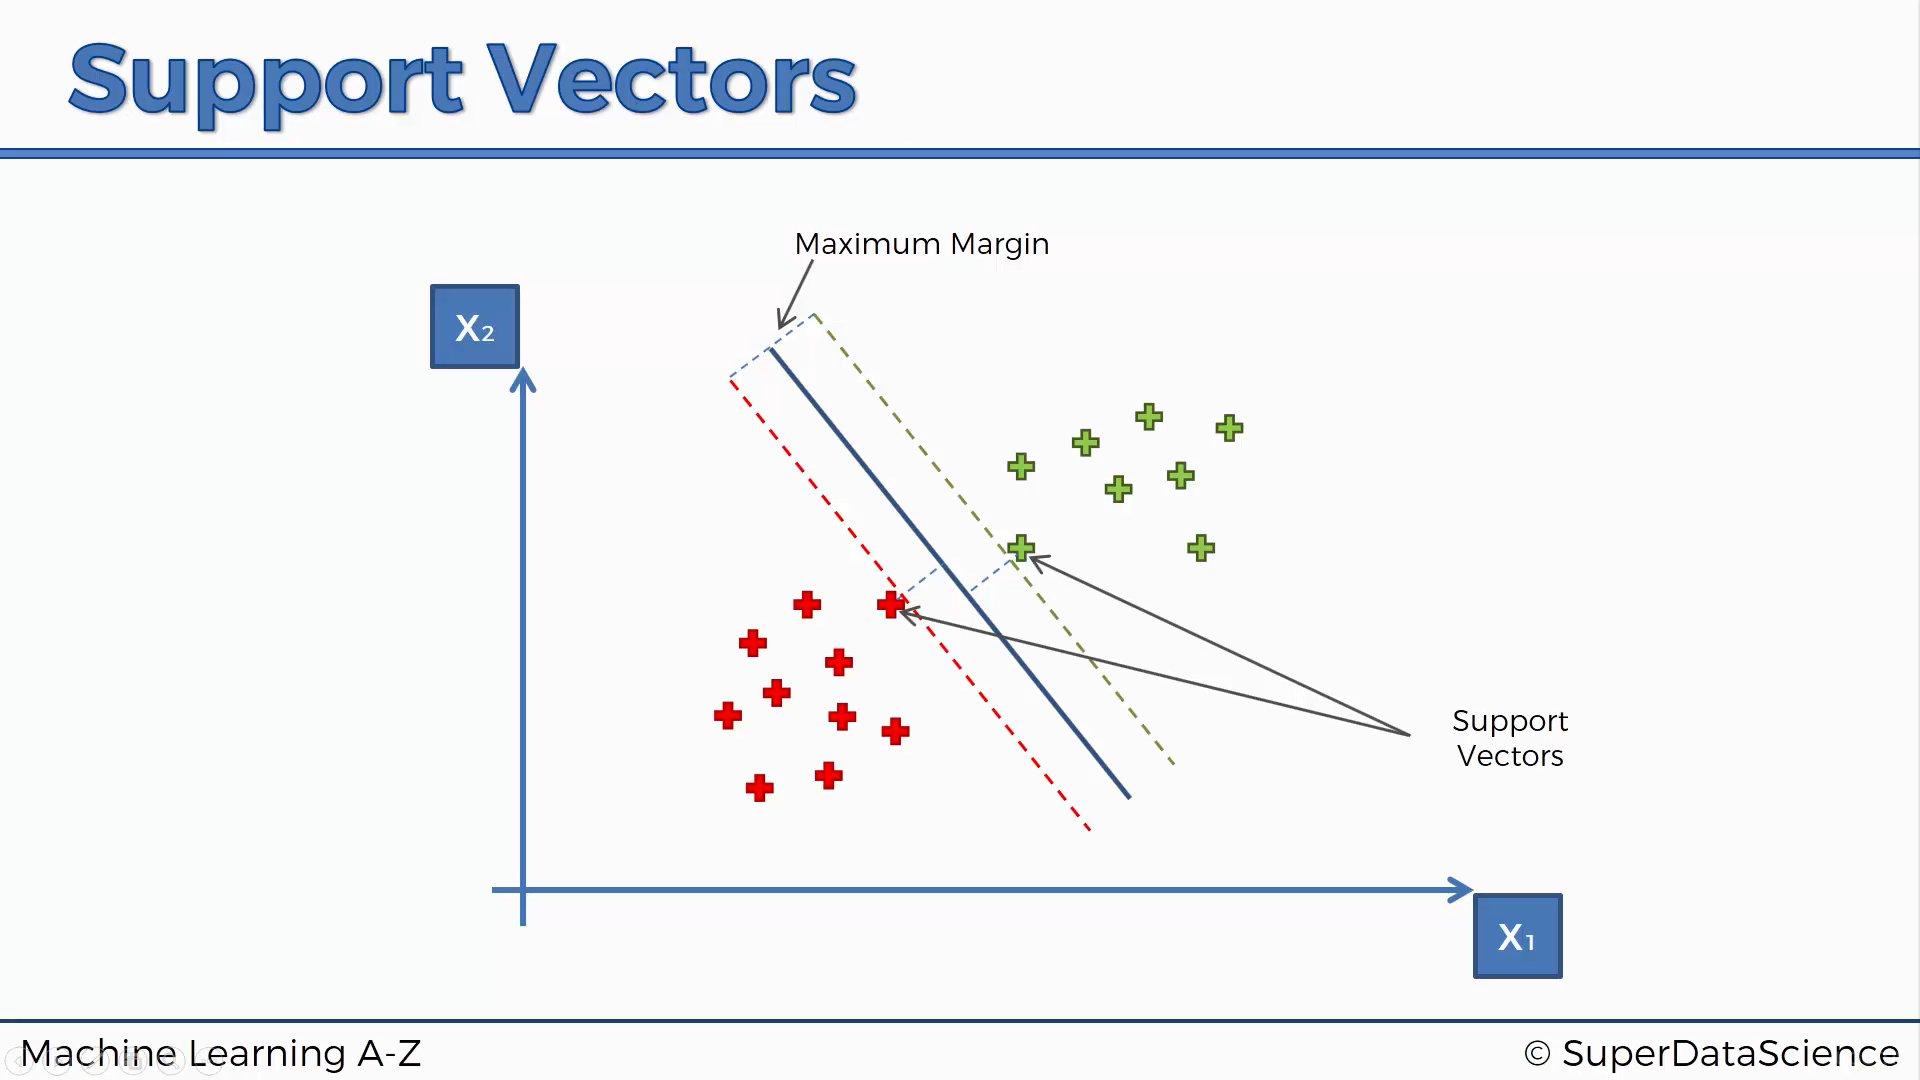 Support Vectors
Maximum Margin
X2
Support
Vectors
X1
Machine Learning A-Z
© SuperDataScience